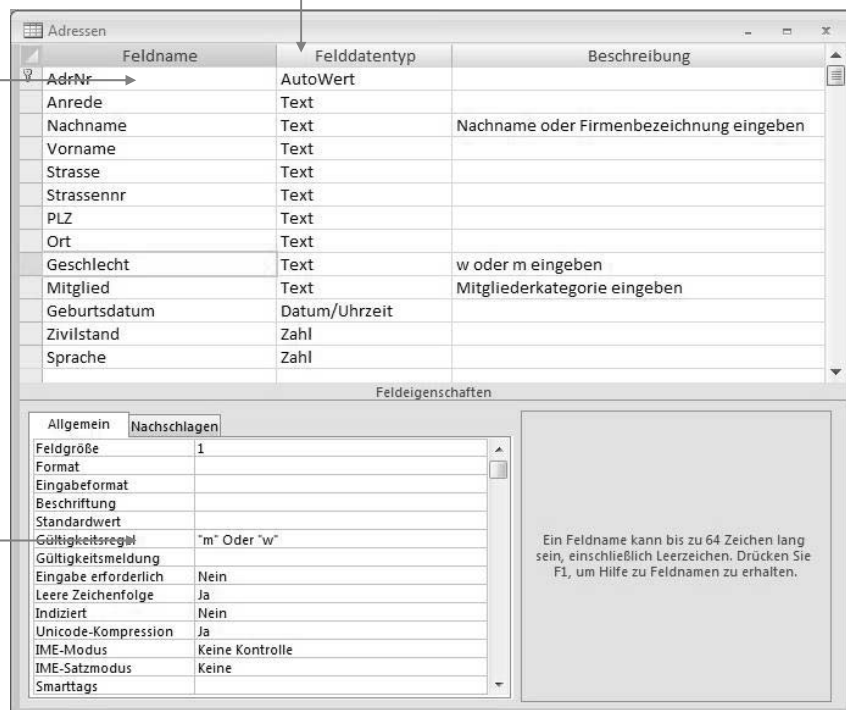 Adressen
Feldname Felddatentyp Beschreibung
AdrNr AutoWert
Anrede Text
Nachname Text Nachname oder Firmenbezeichnung eingeben
Vorname Text
Strasse Text
Strassennr Text
PLZ Text
Ort Text
Geschlecht Text w oder m eingeben
Mitglied Text Mitgliederkategorie eingeben
Geburtsdatum Datum/Uhrzeit
Zivilstand Zahl
Sprache Zahl
Feldeigenschaften
Allgemein Nachschlagen
Feldgröße 1
Format
Eingabeformat
Beschriftung
Standardwert
Gültigkeitsregel "m" Oder "w"
Gültigkeitsmeldung
Eingabe erforderlich Nein
Leere Zeichenfolge Ja
Indiziert Nein
Unicode-Kompression Ja
IME-Modus Keine Kontrolle
IME-Satzmodus Keine
Smarttags
Ein Feldname kann bis zu 64 Zeichen lang
sein, einschließlich Leerzeichen. Drücken Sie
F1, um Hilfe zu Feldnamen zu erhalten.